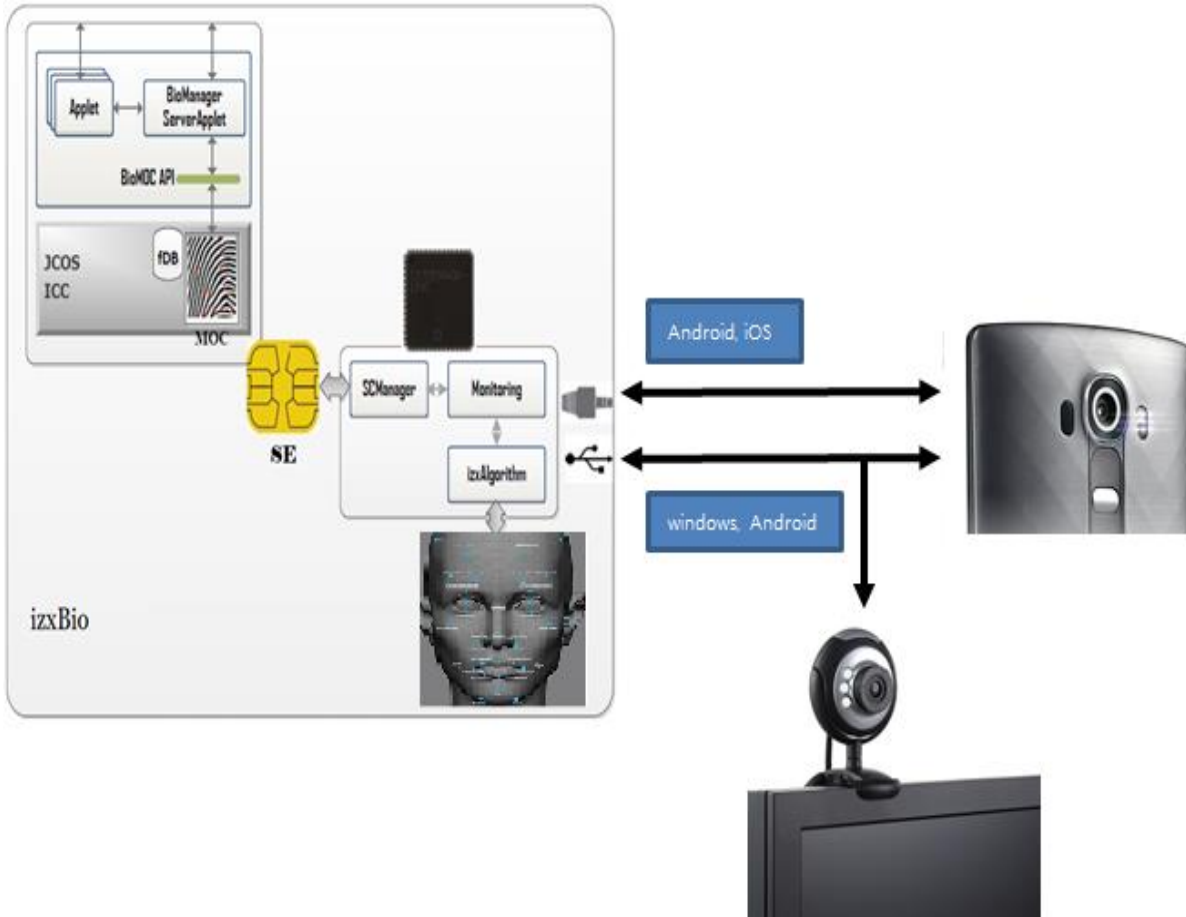 Applet
BioManager
ServerApplet
BioMOC API
JCOS
ICC
fDB
MOC
SE
SCManager
Monitoring
izxAlgorithm
izxBio
Android, iOS
windows, Android